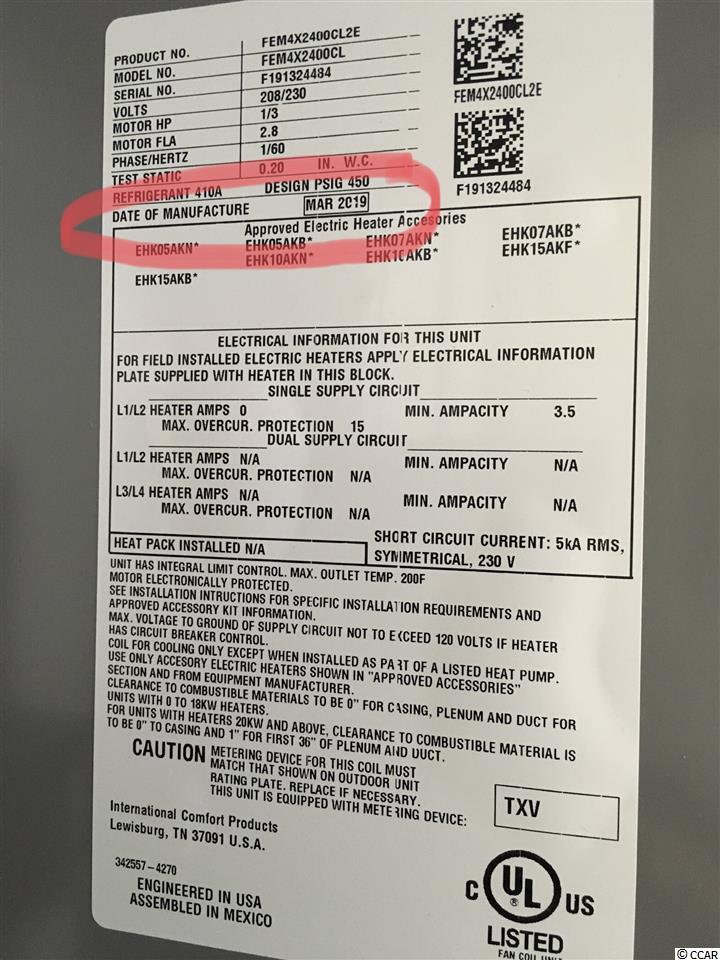 PRODUCT NO. FEM4X2400CL2E
MODEL NO. FEM4X2400CL
SERIAL NO. F191324484
VOLTS 208/230
MOTOR HP 1/3
MOTOR FLA 2.8
PHASE/HERTZ 1/60
TEST STATIC 0.20 IN. W.C.
REFRIGERANT 410A DESIGN PSIG 450
DATE OF MANUFACTURE MAR 2019
FEM4X2400CL2E
F191324484
Approved Electric Heater Accesories
EHK05AKN* EHK05AKB* EHK07AKN* EHK07AKB*
EHK10AKN* EHK10AKB* EHK15AKF*
EHK15AKB*
ELECTRICAL INFORMATION FOR THIS UNIT
FOR FIELD INSTALLED ELECTRIC HEATERS APPLY ELECTRICAL INFORMATION
PLATE SUPPLIED WITH HEATER IN THIS BLOCK.
SINGLE SUPPLY CIRCUIT
L1/L2 HEATER AMPS 0 MIN. AMPACITY 3.5
MAX. OVERCUR. PROTECTION 15
DUAL SUPPLY CIRCUIT
L1/L2 HEATER AMPS N/A MIN. AMPACITY N/A
MAX. OVERCUR. PROTECTION N/A
L3/L4 HEATER AMPS N/A MIN. AMPACITY N/A
MAX. OVERCUR. PROTECTION N/A
HEAT PACK INSTALLED N/A
SHORT CIRCUIT CURRENT: 5kA RMS,
SYMMETRICAL, 230 V
UNIT HAS INTEGRAL LIMIT CONTROL. MAX. OUTLET TEMP. 200F
MOTOR ELECTRONICALLY PROTECTED.
SEE INSTALLATION INTRUCTIONS FOR SPECIFIC INSTALLATION REQUIREMENTS AND
APPROVED ACCESSORY KIT INFORMATION.
MAX. VOLTAGE TO GROUND OF SUPPLY CIRCUIT NOT TO EXCEED 120 VOLTS IF HEATER
HAS CIRCUIT BREAKER CONTROL.
COIL FOR COOLING ONLY EXCEPT WHEN INSTALLED AS PART OF A LISTED HEAT PUMP.
USE ONLY ACCESORY ELECTRIC HEATERS SHOWN IN "APPROVED ACCESSORIES"
SECTION AND FROM EQUIPMENT MANUFACTURER.
CLEARANCE TO COMBUSTIBLE MATERIALS TO BE 0" FOR CASING, PLENUM AND DUCT FOR
UNITS WITH 0 TO 18KW HEATERS.
FOR UNITS WITH HEATERS 20KW AND ABOVE, CLEARANCE TO COMBUSTIBLE MATERIAL IS
TO BE 0" TO CASING AND 1" FOR FIRST 36" OF PLENUM AND DUCT.
CAUTION METERING DEVICE FOR THIS COIL MUST
MATCH THAT SHOWN ON OUTDOOR UNIT
RATING PLATE. REPLACE IF NECESSARY.
THIS UNIT IS EQUIPPED WITH METERING DEVICE:
TXV
International Comfort Products
Lewisburg, TN 37091 U.S.A.
342557-4270
ENGINEERED IN USA
ASSEMBLED IN MEXICO
C UL ® US
LISTED
FAN COIL UNIT
© CCAR